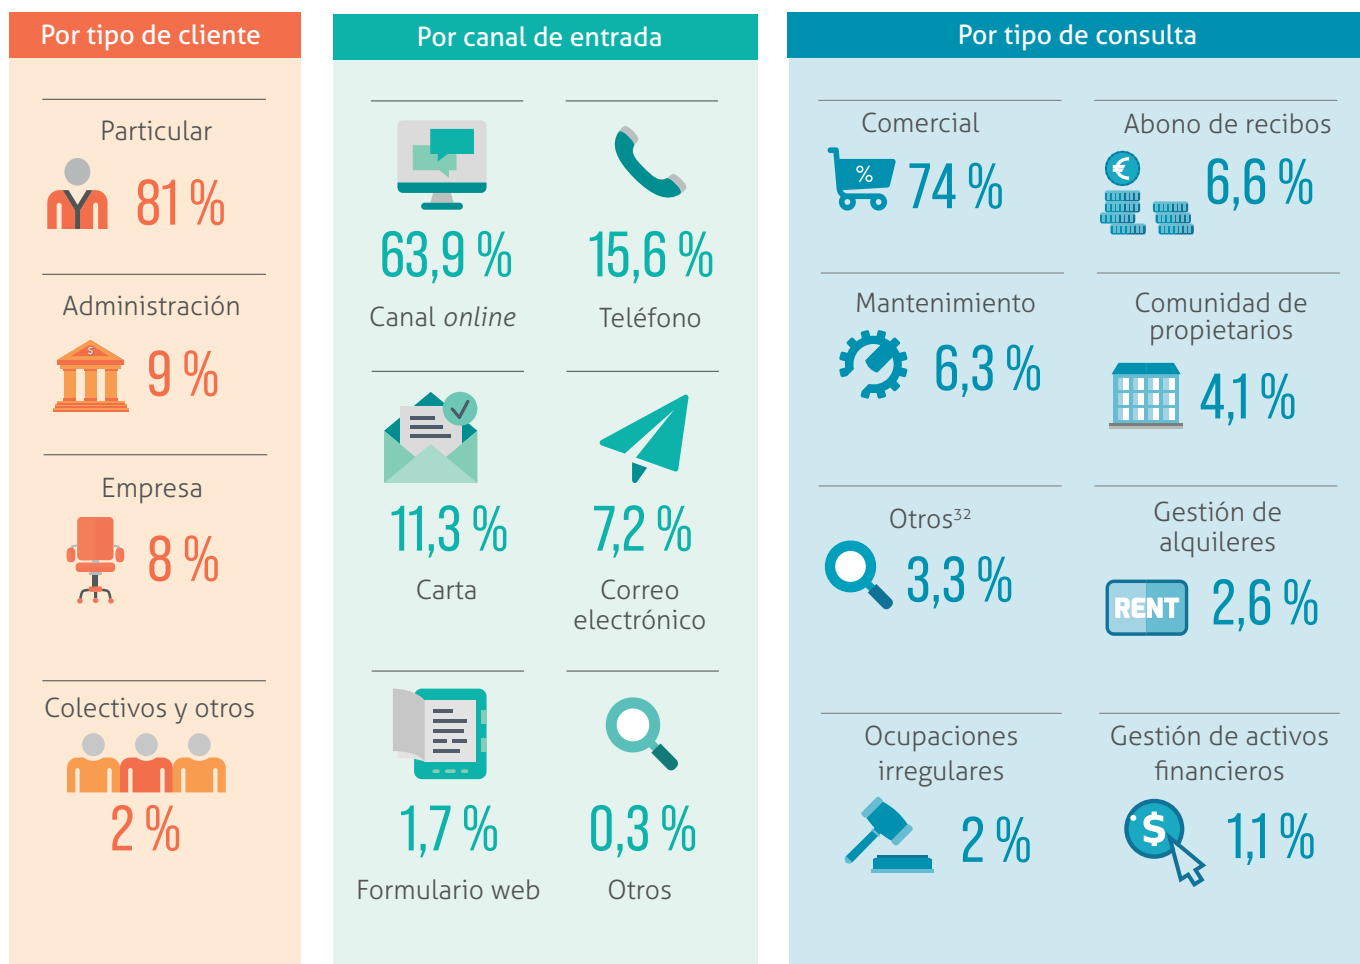 Por tipo de cliente
Particular
81 %
Administración
$
9 %
Empresa
8 %
Colectivos y otros
2 %
Por canal de entrada
63,9 %
Canal online
15,6 %
Teléfono
11,3 %
Carta
7,2 %
Correo
electrónico
1,7 %
Formulario web
0,3 %
Otros
Por tipo de consulta
Comercial
%
74 %
Abono de recibos
€
6,6 %
Mantenimiento
6,3 %
Comunidad de
propietarios
4,1 %
Otros³²
3,3 %
Gestión de
alquileres
RENT
2,6 %
Ocupaciones
irregulares
2 %
Gestión de activos
financieros
$
1,1 %